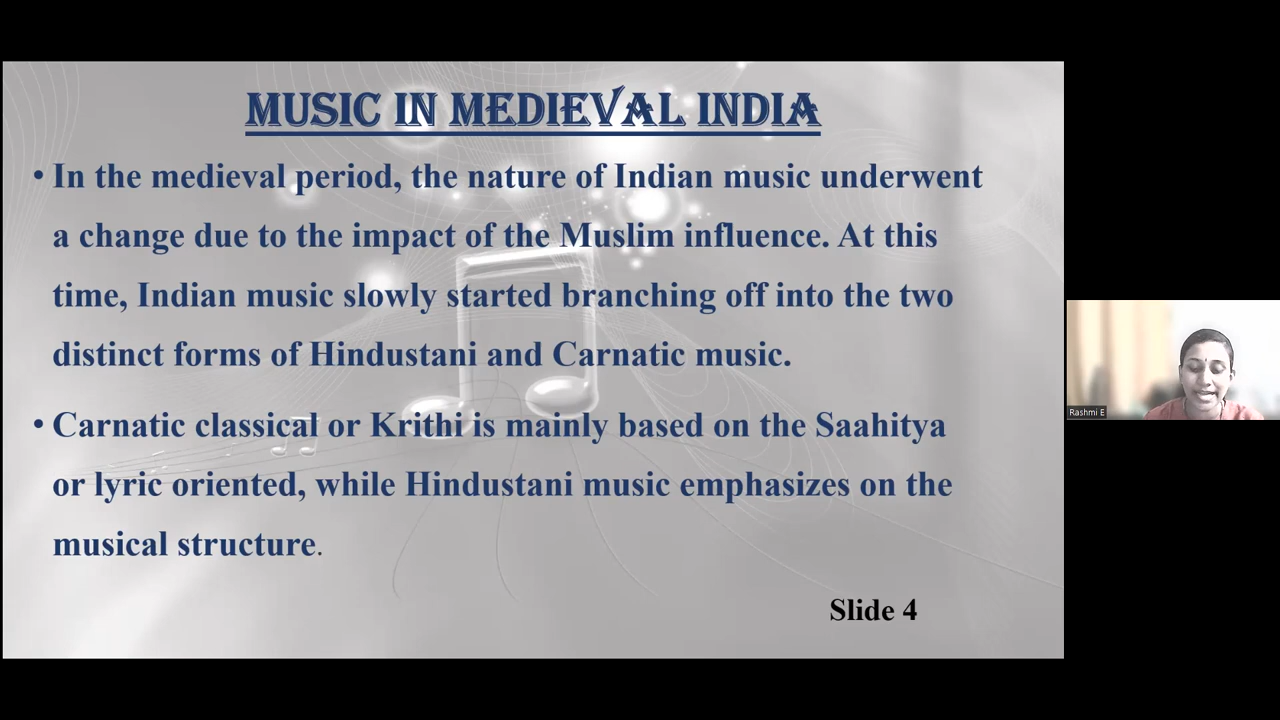 MUSIC IN MEDIEVAL INDIA
• In the medieval period, the nature of Indian music underwent
a change due to the impact of the Muslim influence. At this
time, Indian music slowly started branching off into the two
distinct forms of Hindustani and Carnatic music.
• Carnatic classical or Krithi is mainly based on the Saahitya
or lyric oriented, while Hindustani music emphasizes on the
musical structure.
Slide 4
Rashmi E